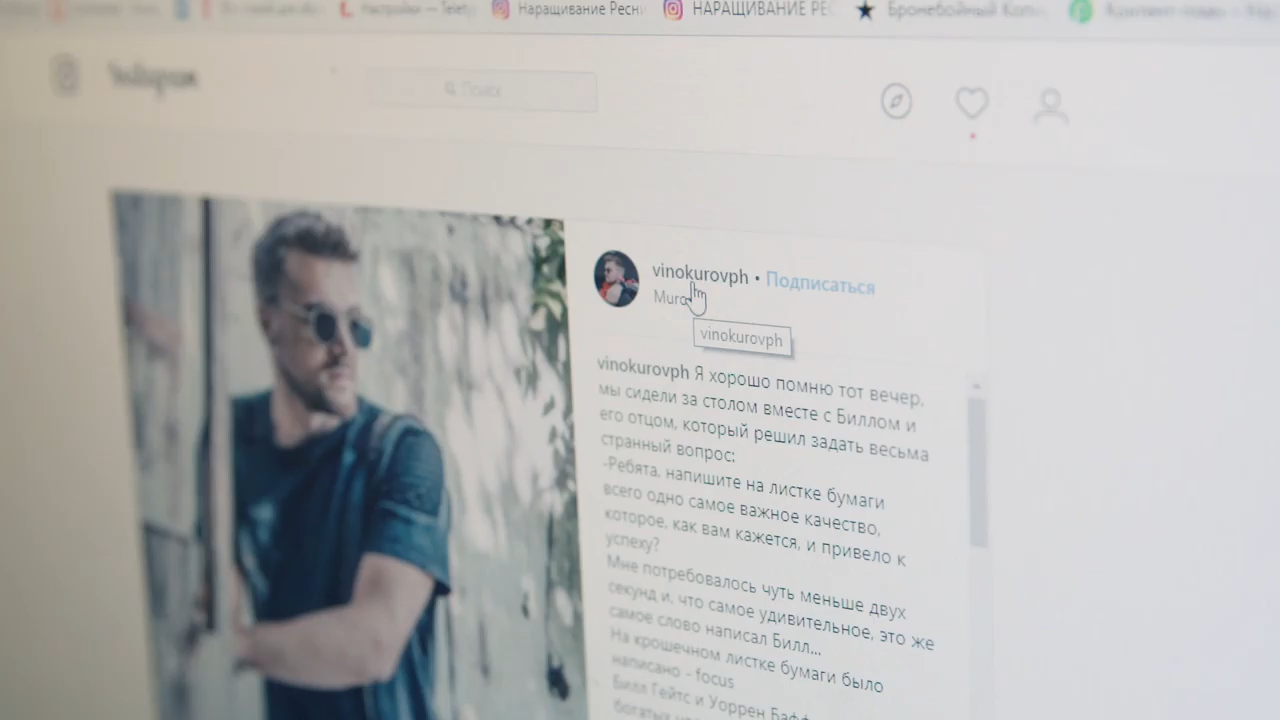 Наращивание Ресни
НАРАЩИВАНИЕ РЕС
Бронебойный
Instagram
Поиск
vinokurovph • Подписаться
vinokurovph
vinokurovph Я хорошо помню тот вечер,
мы сидели за столом вместе с Биллом и
его отцом, который решил задать весьма
странный вопрос:
-Ребята, напишите на листке бумаги
всего одно самое важное качество,
которое, как вам кажется, и привело к
успеху?
Мне потребовалось чуть меньше двух
секунд и, что самое удивительное, это же
самое слово написал Билл...
На крошечном листке бумаги было
написано - focus
Билл Гейтс и Уоррен Бафф
богатых